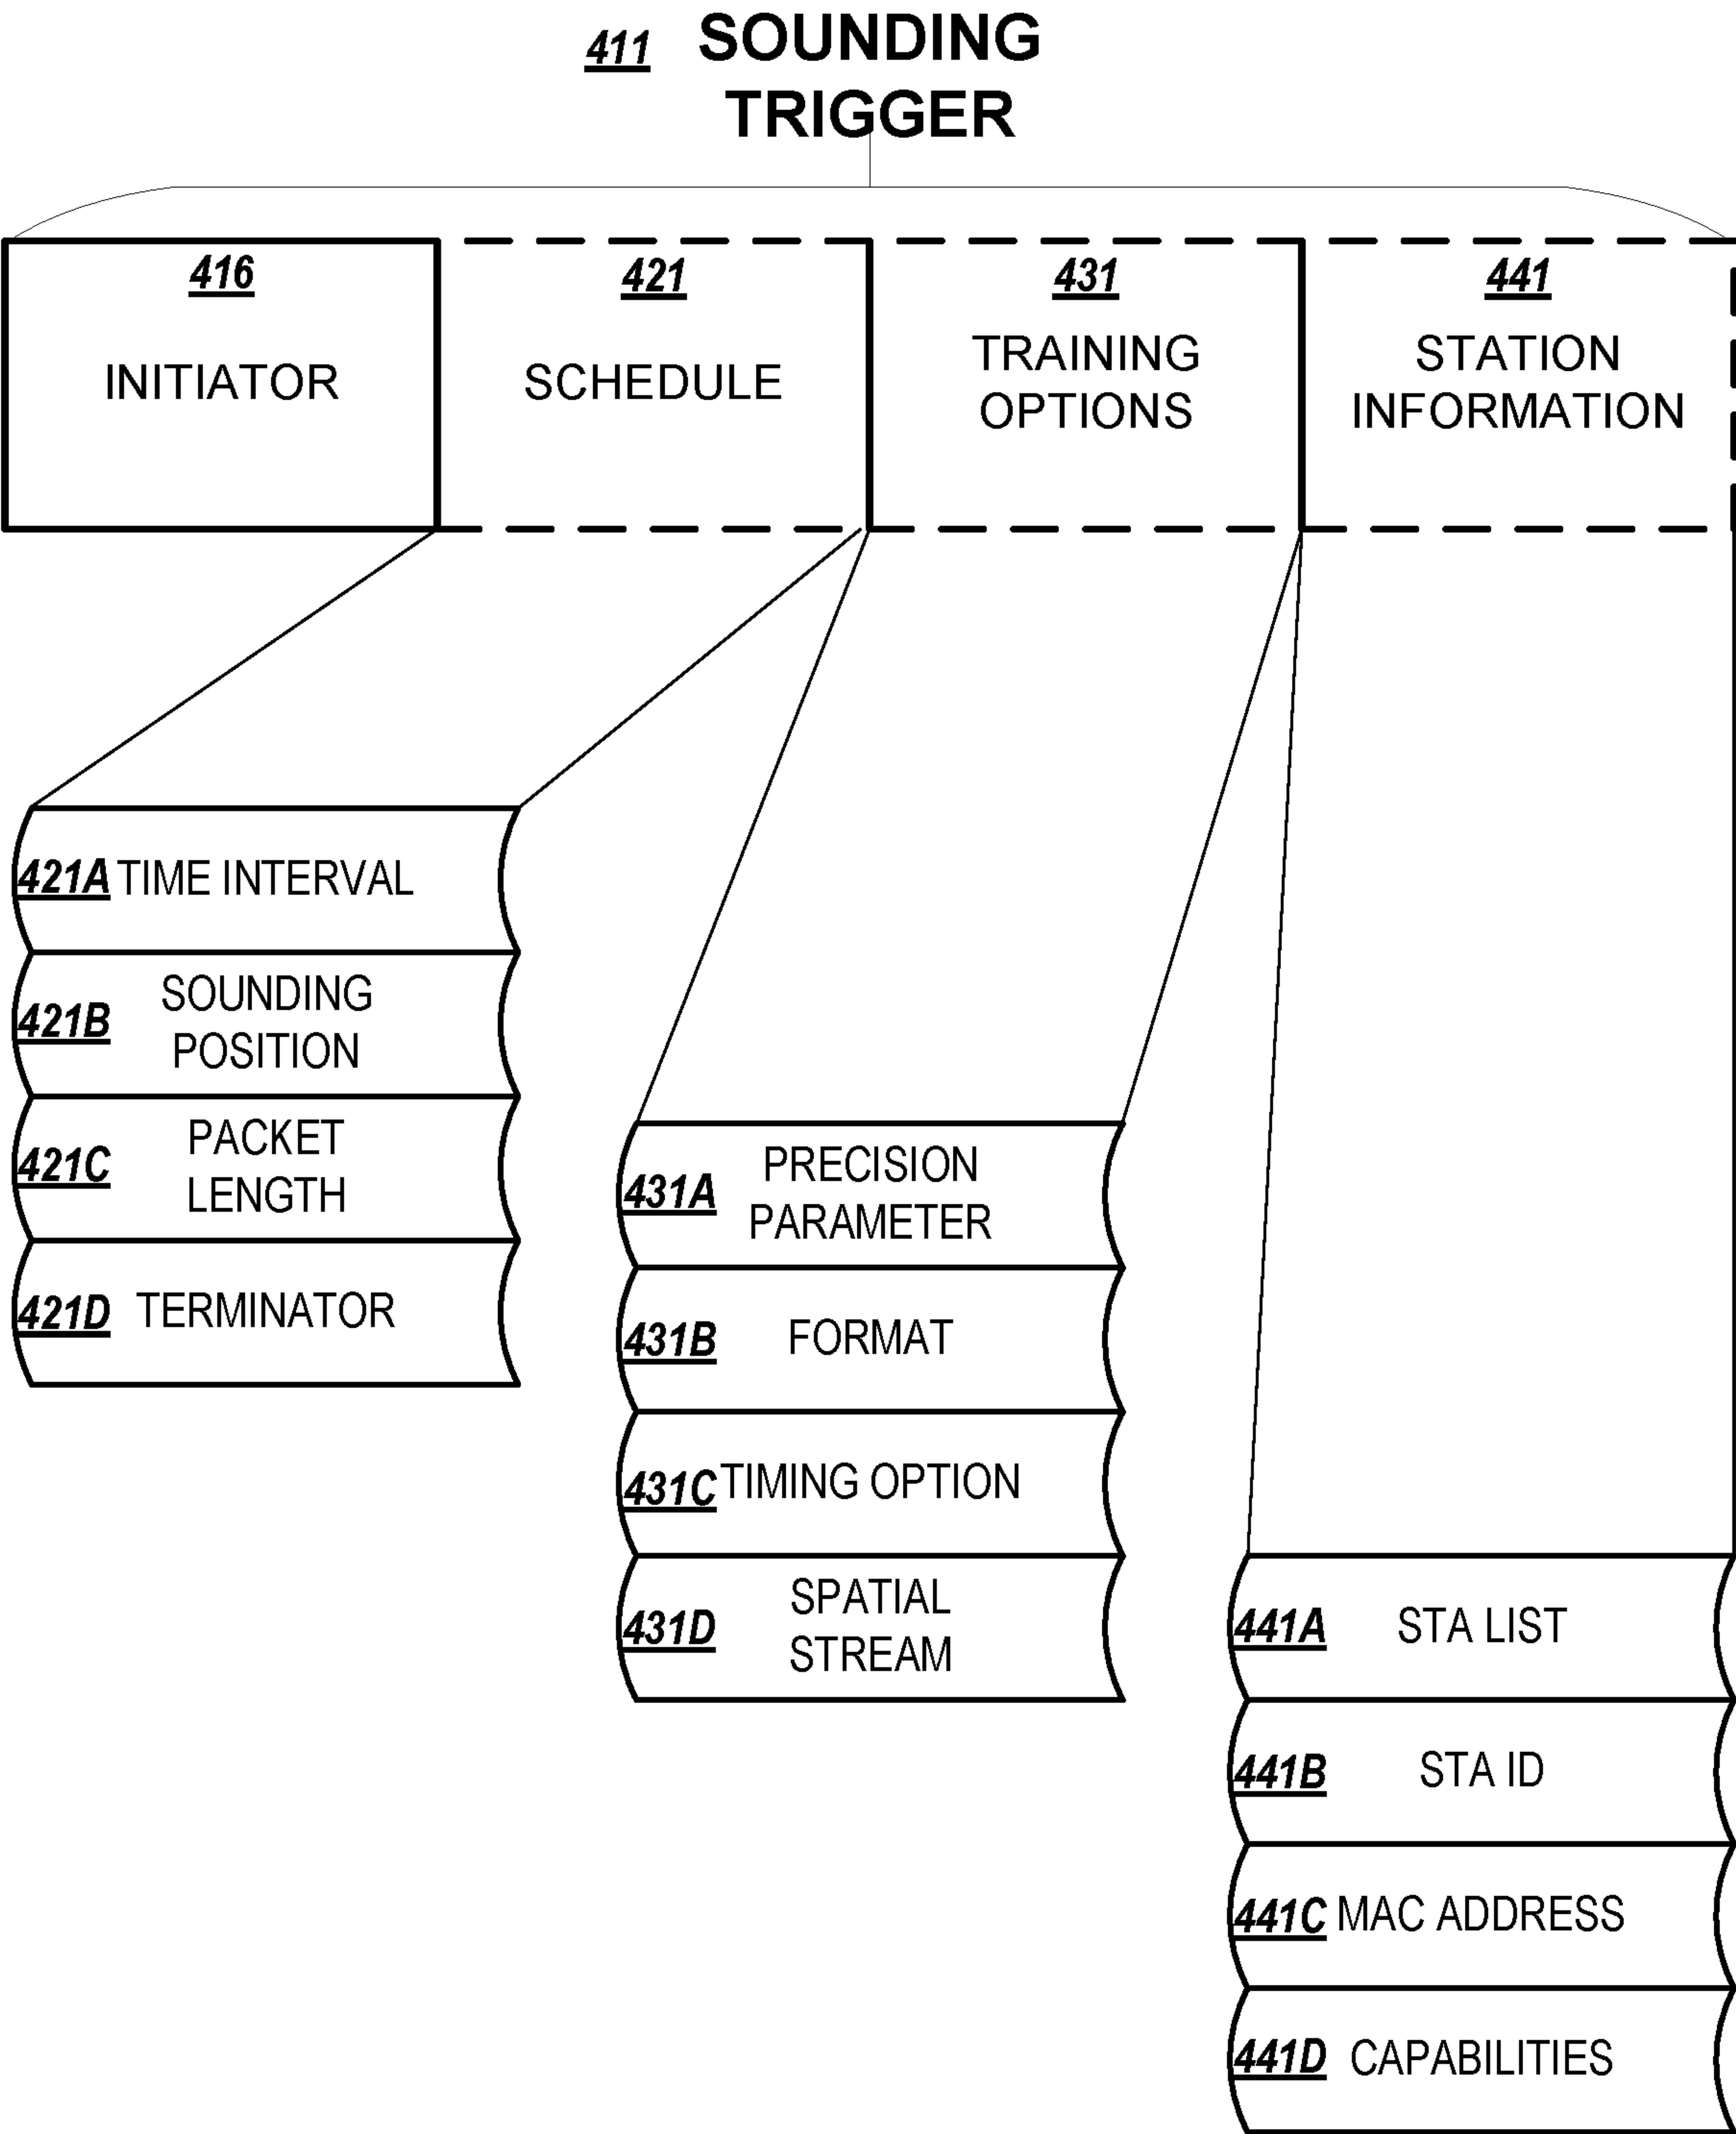 411 SOUNDING
TRIGGER
416
INITIATOR
421
SCHEDULE
431
TRAINING
OPTIONS
441
STATION
INFORMATION
421A TIME INTERVAL
421B SOUNDING
POSITION
421C PACKET
LENGTH
421D TERMINATOR
431A PRECISION
PARAMETER
431B FORMAT
431C TIMING OPTION
431D SPATIAL
STREAM
441A STA LIST
441B STA ID
441C MAC ADDRESS
441D CAPABILITIES